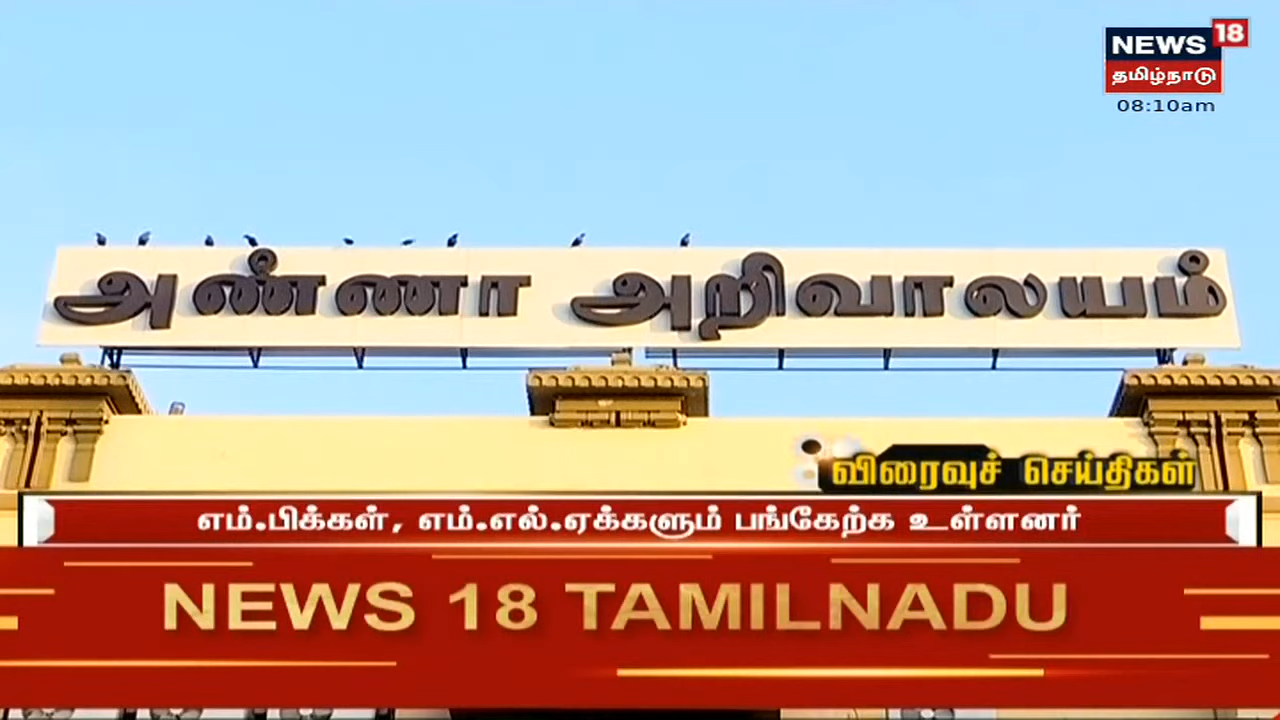 NEWS 18
தமிழ்நாடு
08:10am
அண்ணா அறிவாலயம்
விரைவுச் செய்திகள்
எம்.பிக்கள், எம்.எல்.ஏக்களும் பங்கேற்க உள்ளனர்
NEWS 18 TAMILNADU